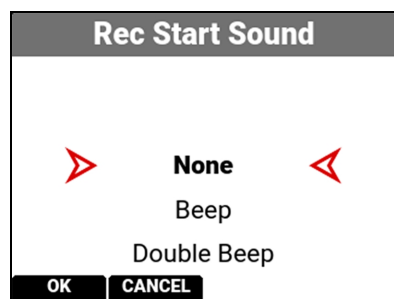 Rec Start Sound
None
Beep
Double Beep
OK CANCEL